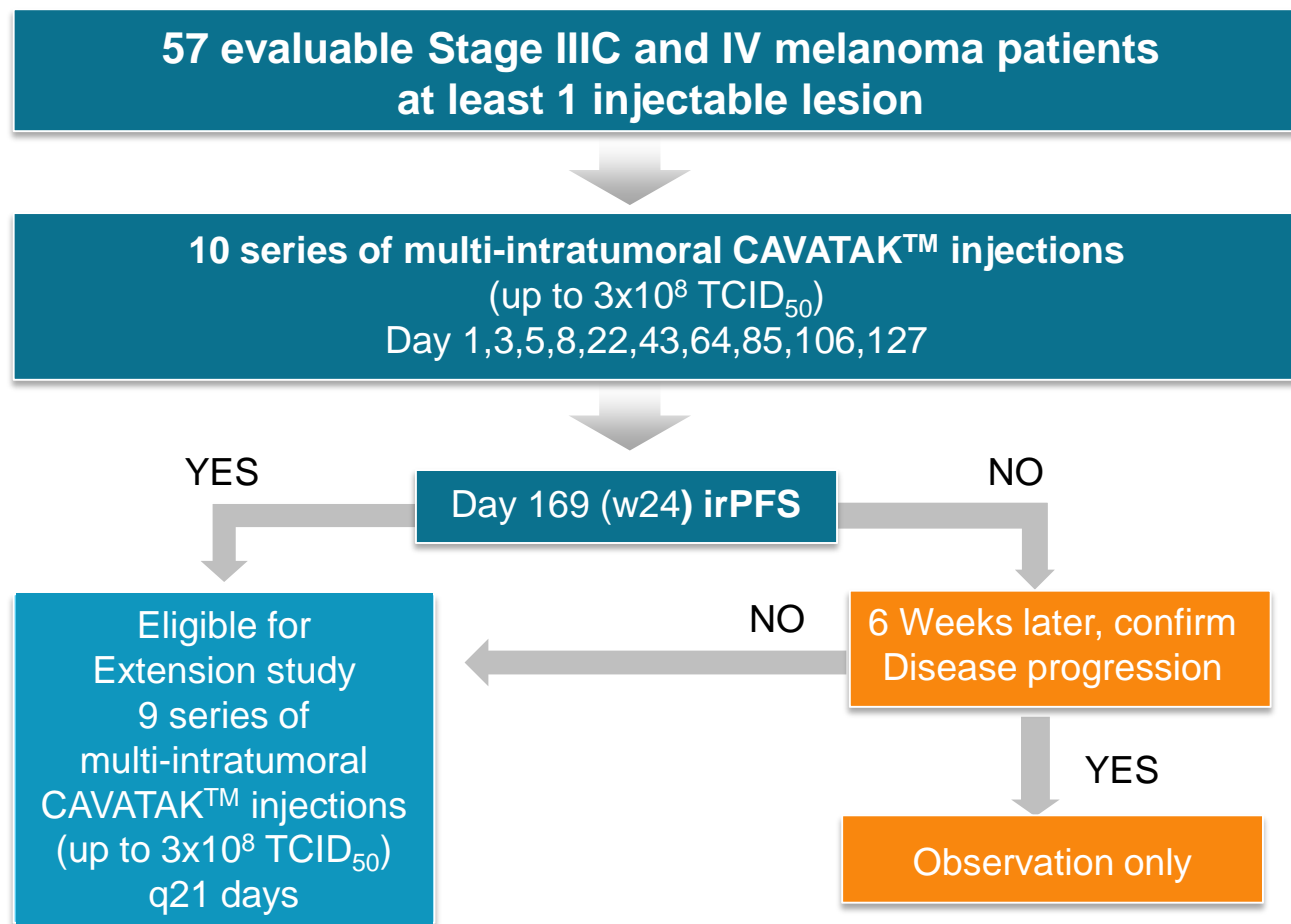 57 evaluable Stage IIIC and IV melanoma patients
at least 1 injectable lesion
10 series of multi-intratumoral CAVATAK™ injections
(up to 3x10⁸ TCID₅₀)
Day 1,3,5,8,22,43,64,85,106,127
YES
NO
Day 169 (w24) irPFS
Eligible for
Extension study
9 series of
multi-intratumoral
CAVATAK™ injections
(up to 3x10⁸ TCID₅₀)
q21 days
NO
6 Weeks later, confirm
Disease progression
YES
Observation only